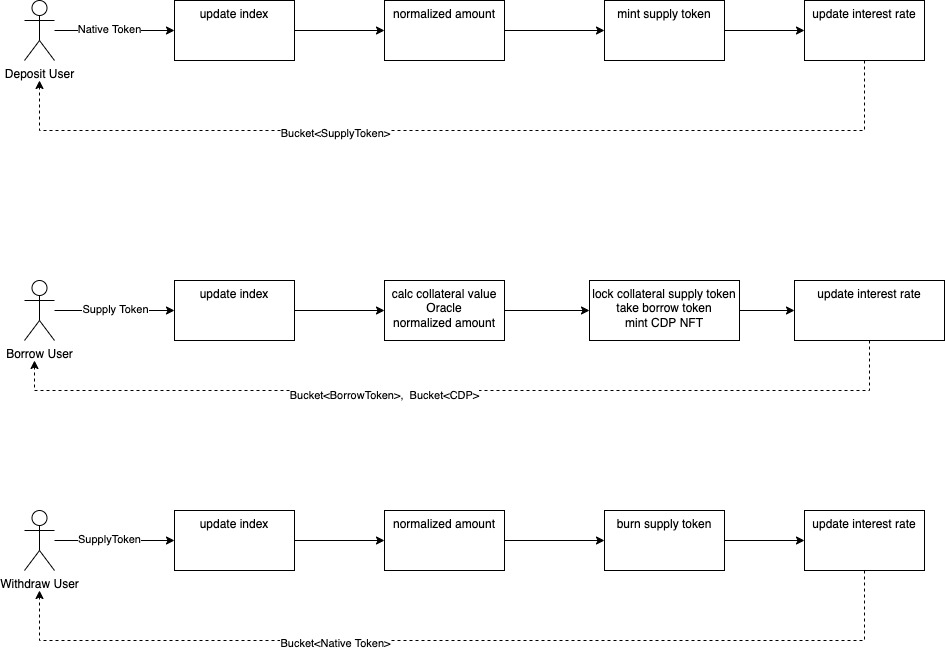 update index
normalized amount
mint supply token
update interest rate
Native Token
Deposit User
Bucket<SupplyToken>
update index
calc collateral value
Oracle
normalized amount
lock collateral supply token
take borrow token
mint CDP NFT
update interest rate
Supply Token
Borrow User
Bucket<BorrowToken>, Bucket<CDP>
update index
normalized amount
burn supply token
update interest rate
SupplyToken
Withdraw User
Bucket<Native Token>